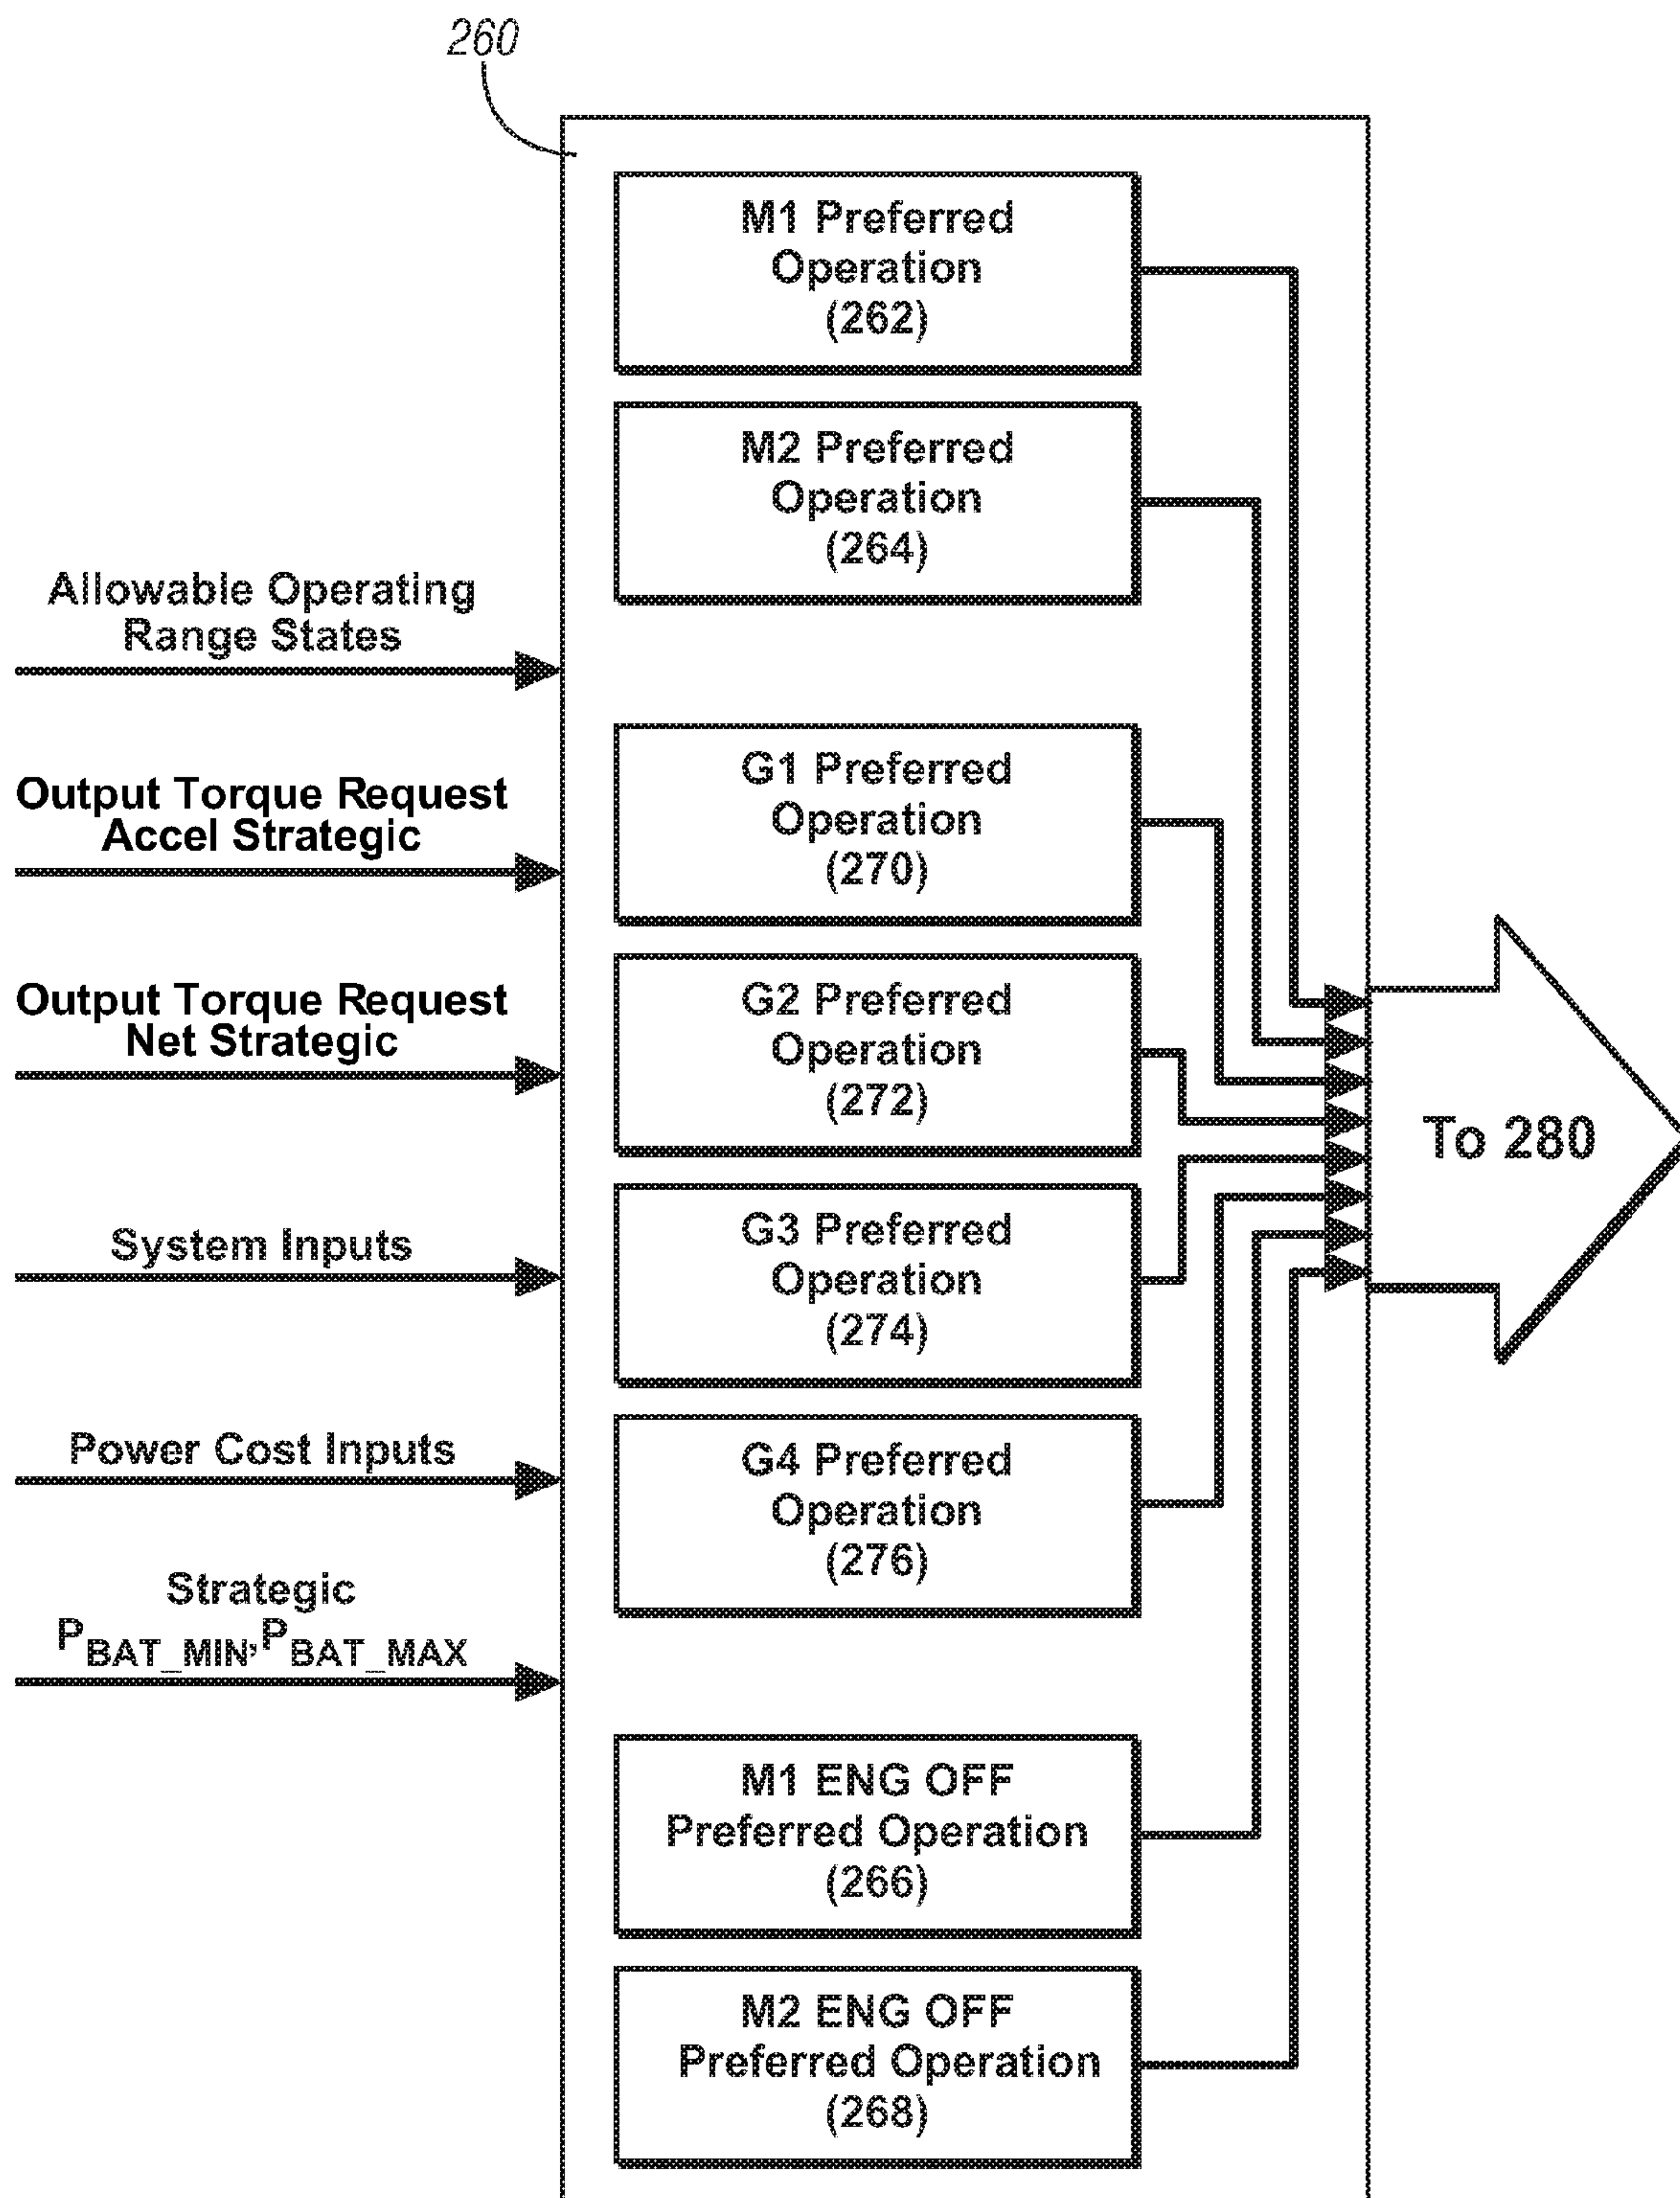 260
M1 Preferred
Operation
(262)
M2 Preferred
Operation
(264)
Allowable Operating
Range States
G1 Preferred
Operation
(270)
Output Torque Request
Accel Strategic
G2 Preferred
Operation
(272)
Output Torque Request
Net Strategic
To 280
G3 Preferred
Operation
(274)
System Inputs
G4 Preferred
Operation
(276)
Power Cost Inputs
Strategic
PBAT_MIN,PBAT_MAX
M1 ENG OFF
Preferred Operation
(266)
M2 ENG OFF
Preferred Operation
(268)